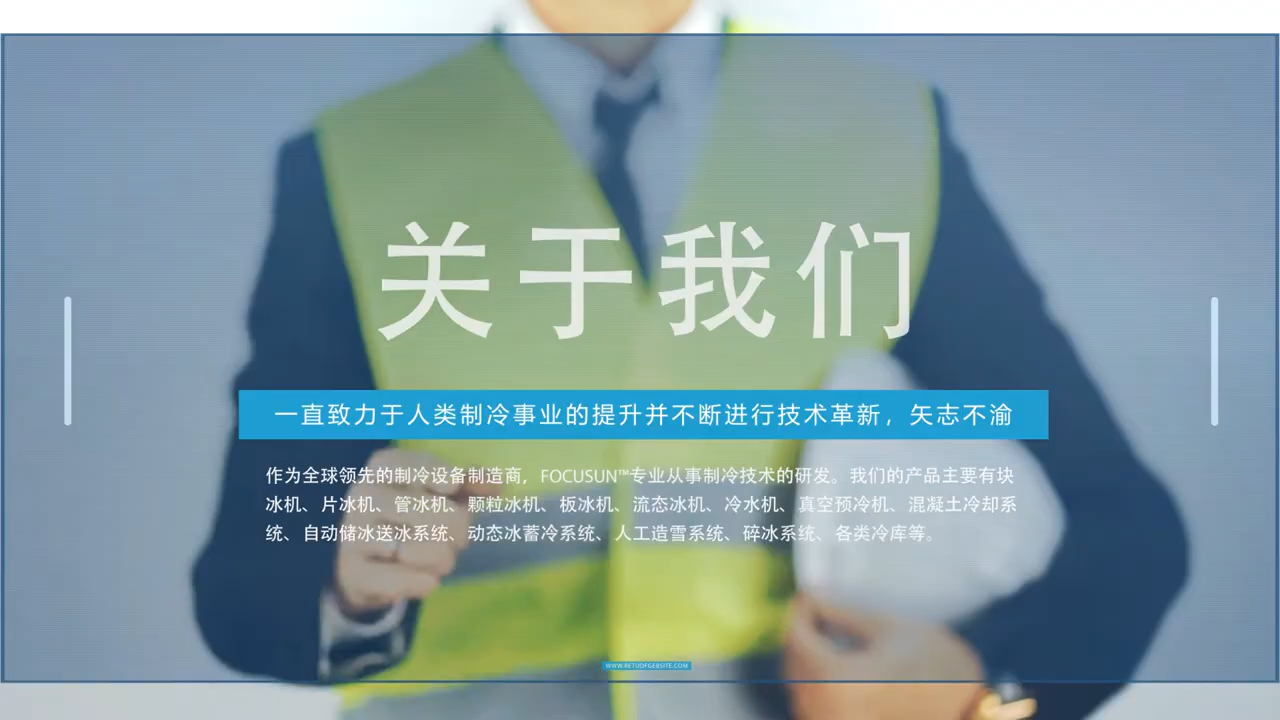 关于我们
一直致力于人类制冷事业的提升并不断进行技术革新，矢志不渝
作为全球领先的制冷设备制造商，FOCUSUN™专业从事制冷技术的研发。我们的产品主要有块
冰机、片冰机、管冰机、颗粒冰机、板冰机、流态冰机、冷水机、真空预冷机、混凝土冷却系
统、自动储冰送冰系统、动态冰蓄冷系统、人工造雪系统、碎冰系统、各类冷库等。